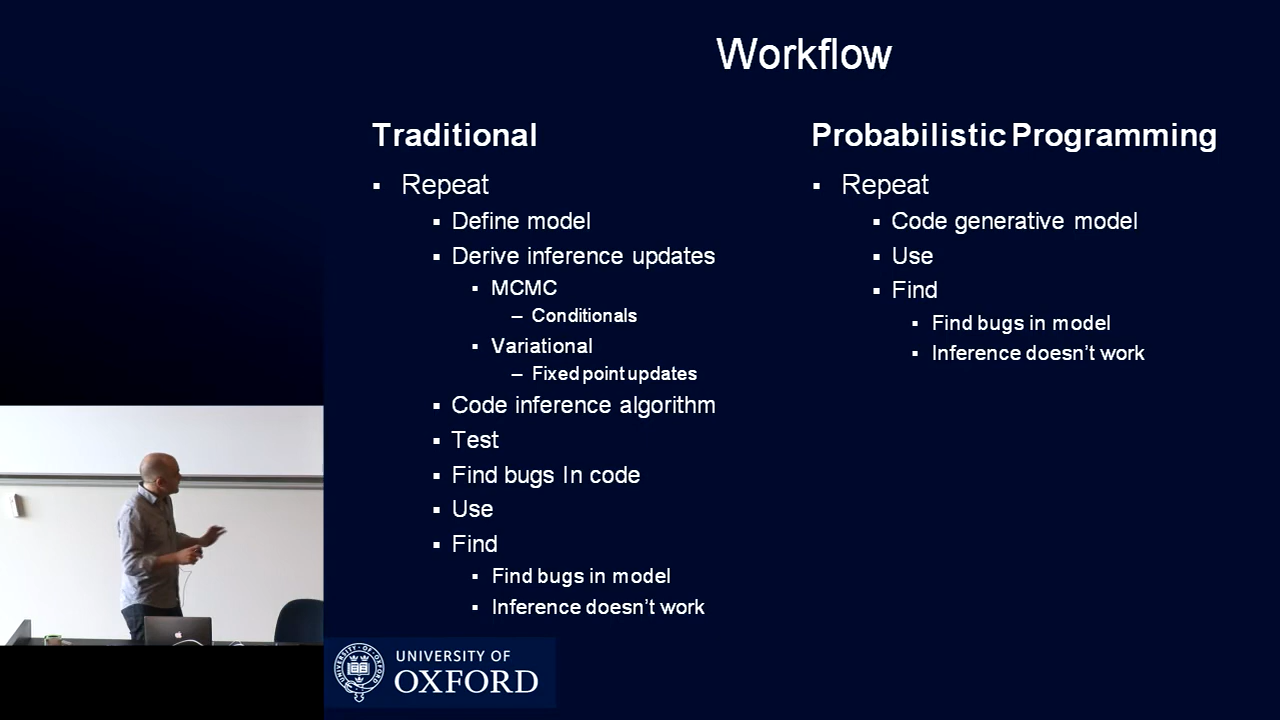 Workflow
Traditional
Repeat
Define model
Derive inference updates
MCMC
– Conditionals
Variational
– Fixed point updates
Code inference algorithm
Test
Find bugs In code
Use
Find
Find bugs in model
Inference doesn’t work
Probabilistic Programming
Repeat
Code generative model
Use
Find
Find bugs in model
Inference doesn’t work
UNIVERSITY OF
OXFORD